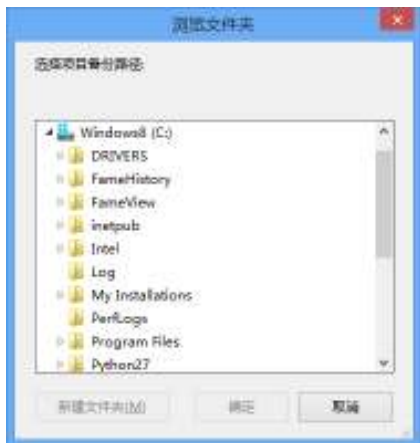 浏览文件夹
选择项目备份路径:
Windows8 (C:)
DRIVERS
FameHistory
FameView
inetpub
Intel
Log
My Installations
PerfLogs
Program Files
Python27
新建文件夹(M)
确定
取消